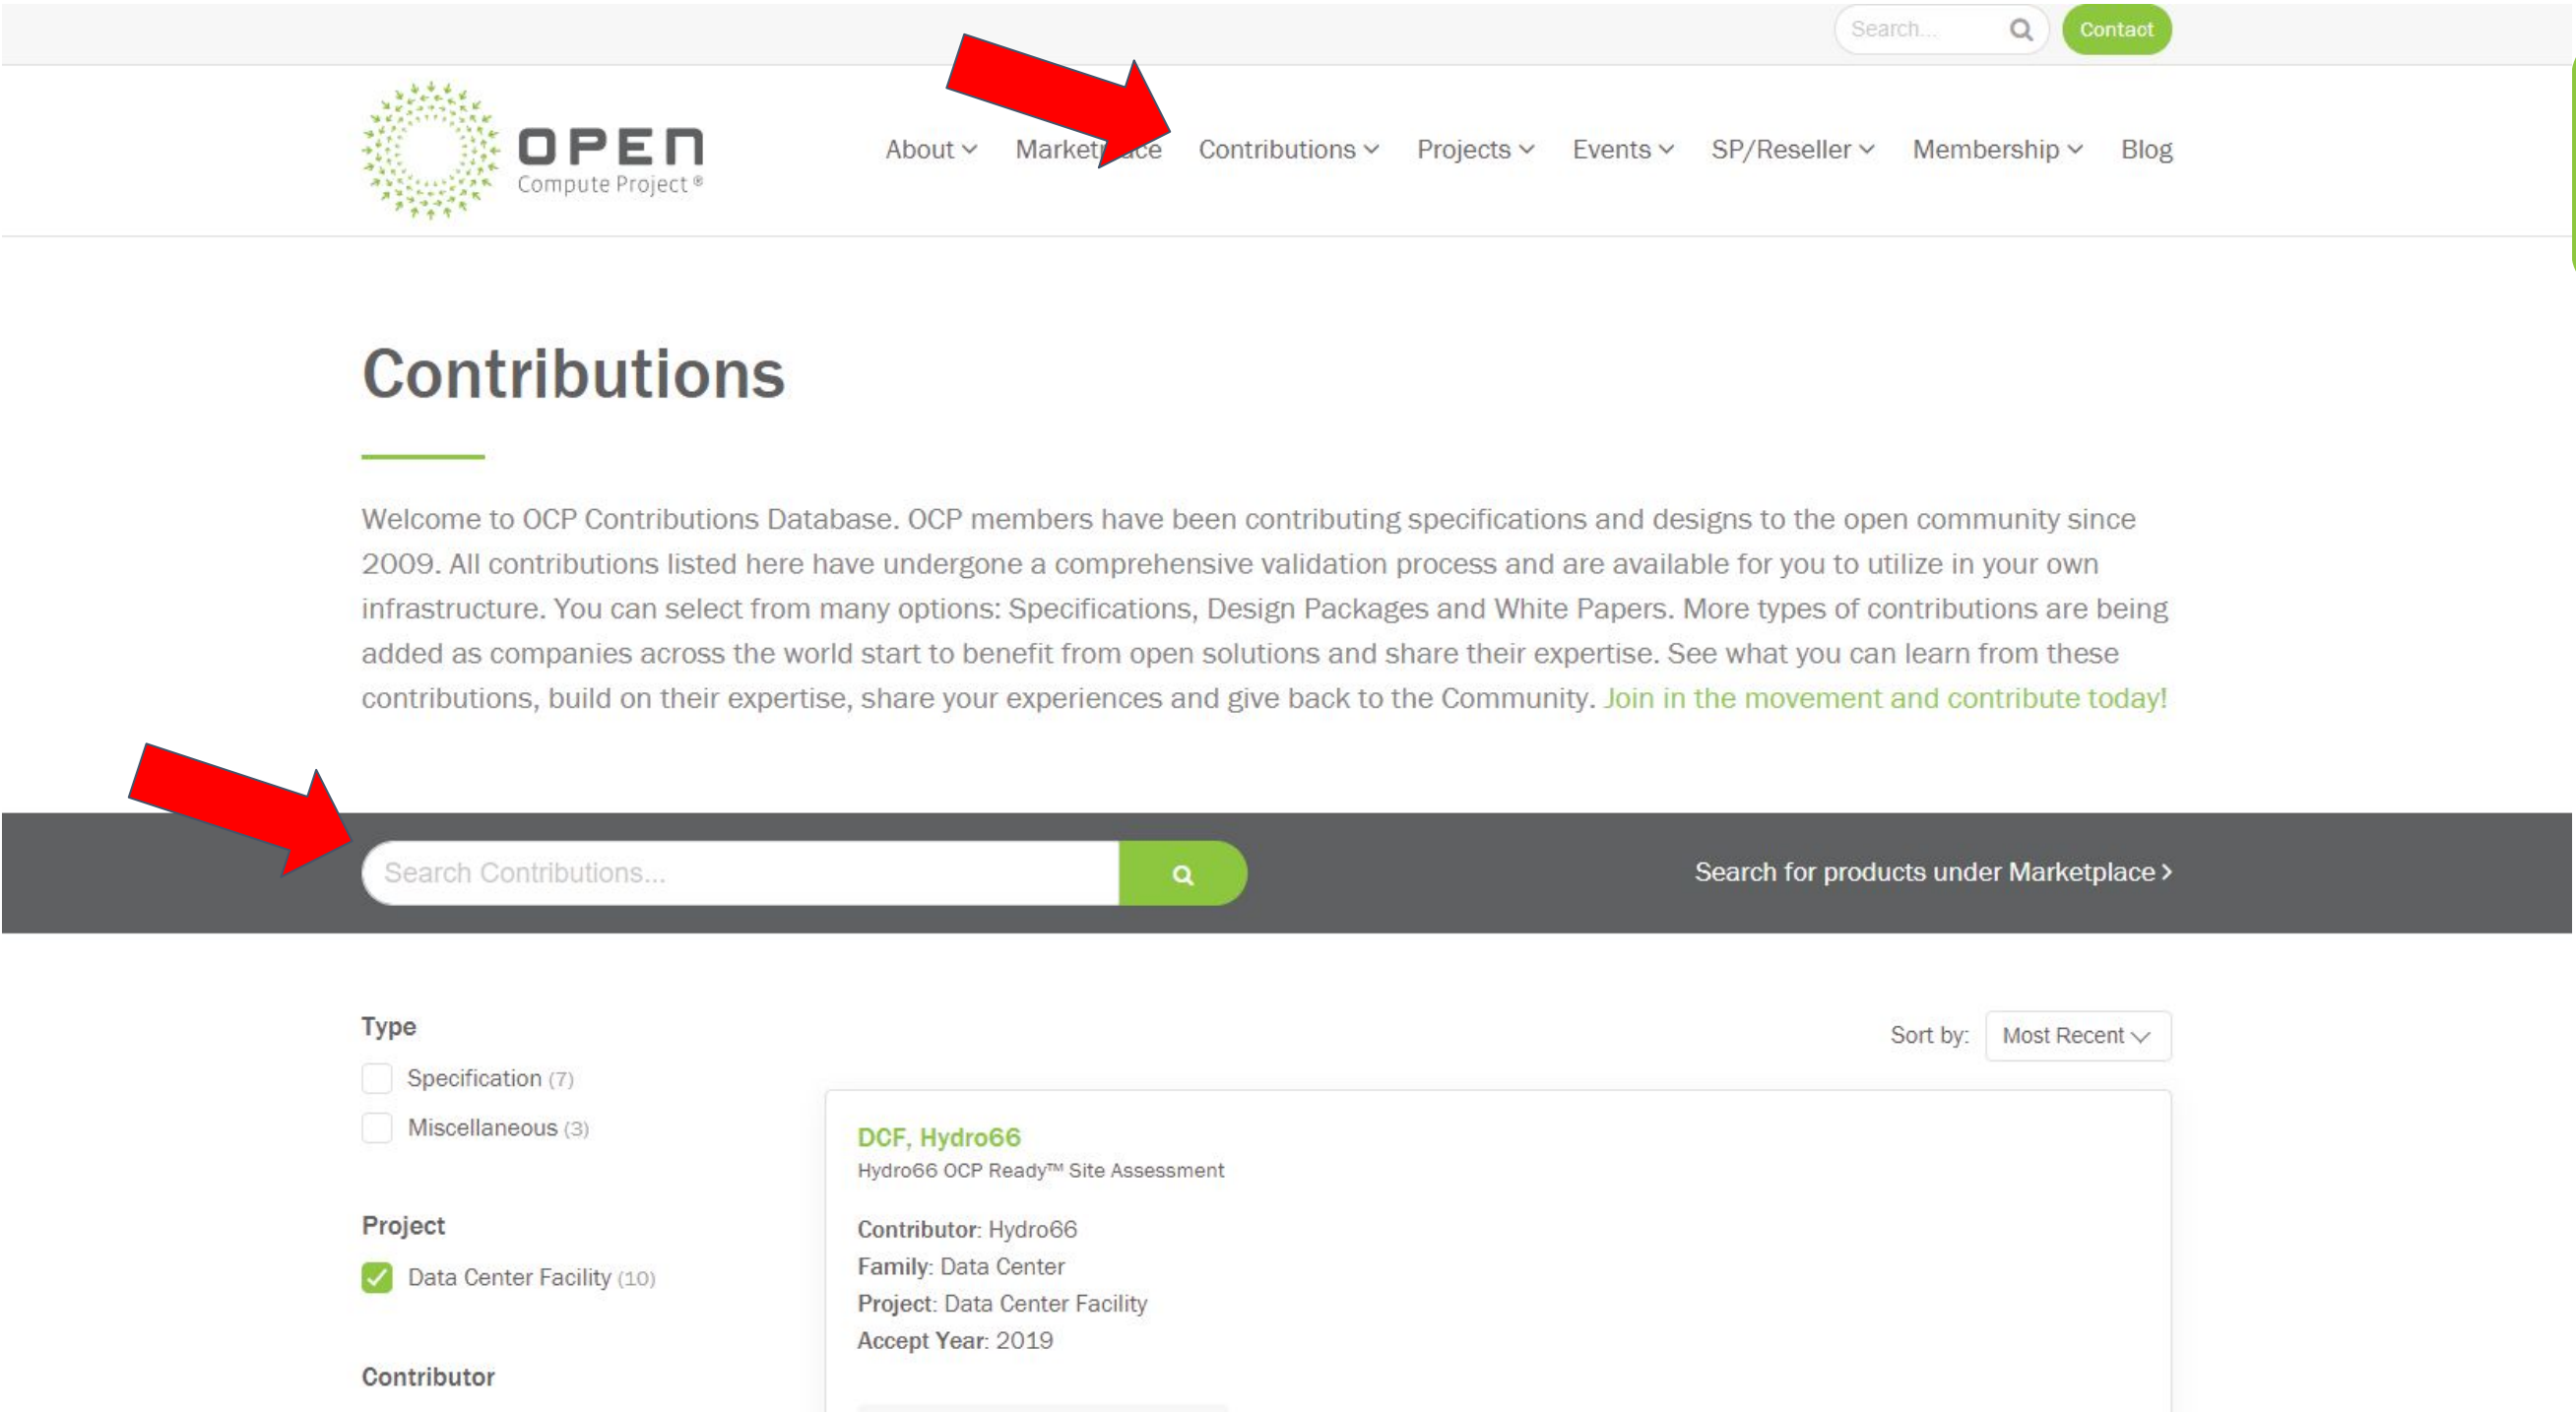 Search...
Contact
OPEN
Compute Project ®
About
Contributions
Projects
Events
SP/Reseller
Membership
Blog
Contributions
Welcome to OCP Contributions Database. OCP members have been contributing specifications and designs to the open community since
2009. All contributions listed here have undergone a comprehensive validation process and are available for you to utilize in your own
infrastructure. You can select from many options: Specifications, Design Packages and White Papers. More types of contributions are being
added as companies across the world start to benefit from open solutions and share their expertise. See what you can learn from these
contributions, build on their expertise, share your experiences and give back to the Community. Join in the movement and contribute today!
Search Contributions...
Search for products under Marketplace >
Type
Sort by: Most Recent
Specification (7)
Miscellaneous (3)
DCF, Hydro66
Hydro66 OCP Ready™ Site Assessment
Project
Contributor: Hydro66
Family: Data Center
Data Center Facility (10)
Project: Data Center Facility
Accept Year: 2019
Contributor